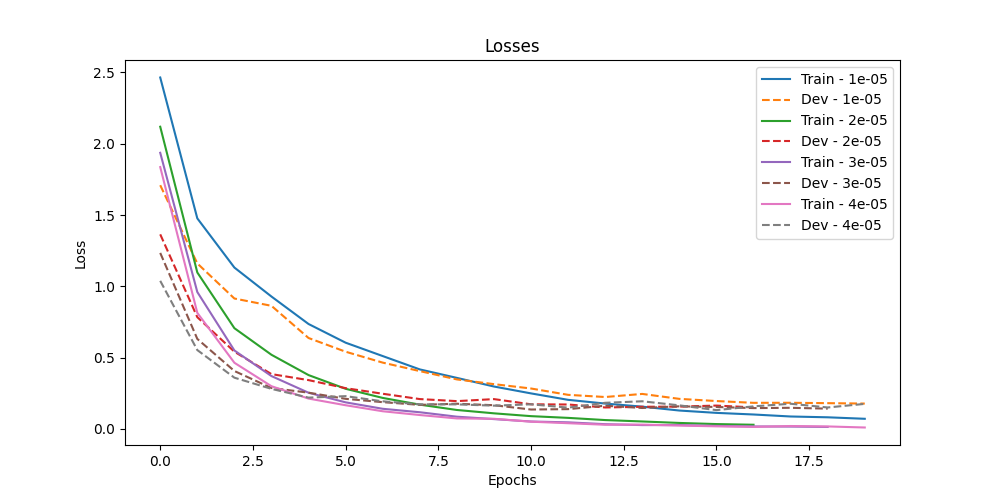 Losses
2.5
2.0
1.5
1.0
0.5
0.0
Loss
0.0 2.5 5.0 7.5 10.0 12.5 15.0 17.5
Epochs
Train - 1e-05
Dev - 1e-05
Train - 2e-05
Dev - 2e-05
Train - 3e-05
Dev - 3e-05
Train - 4e-05
Dev - 4e-05